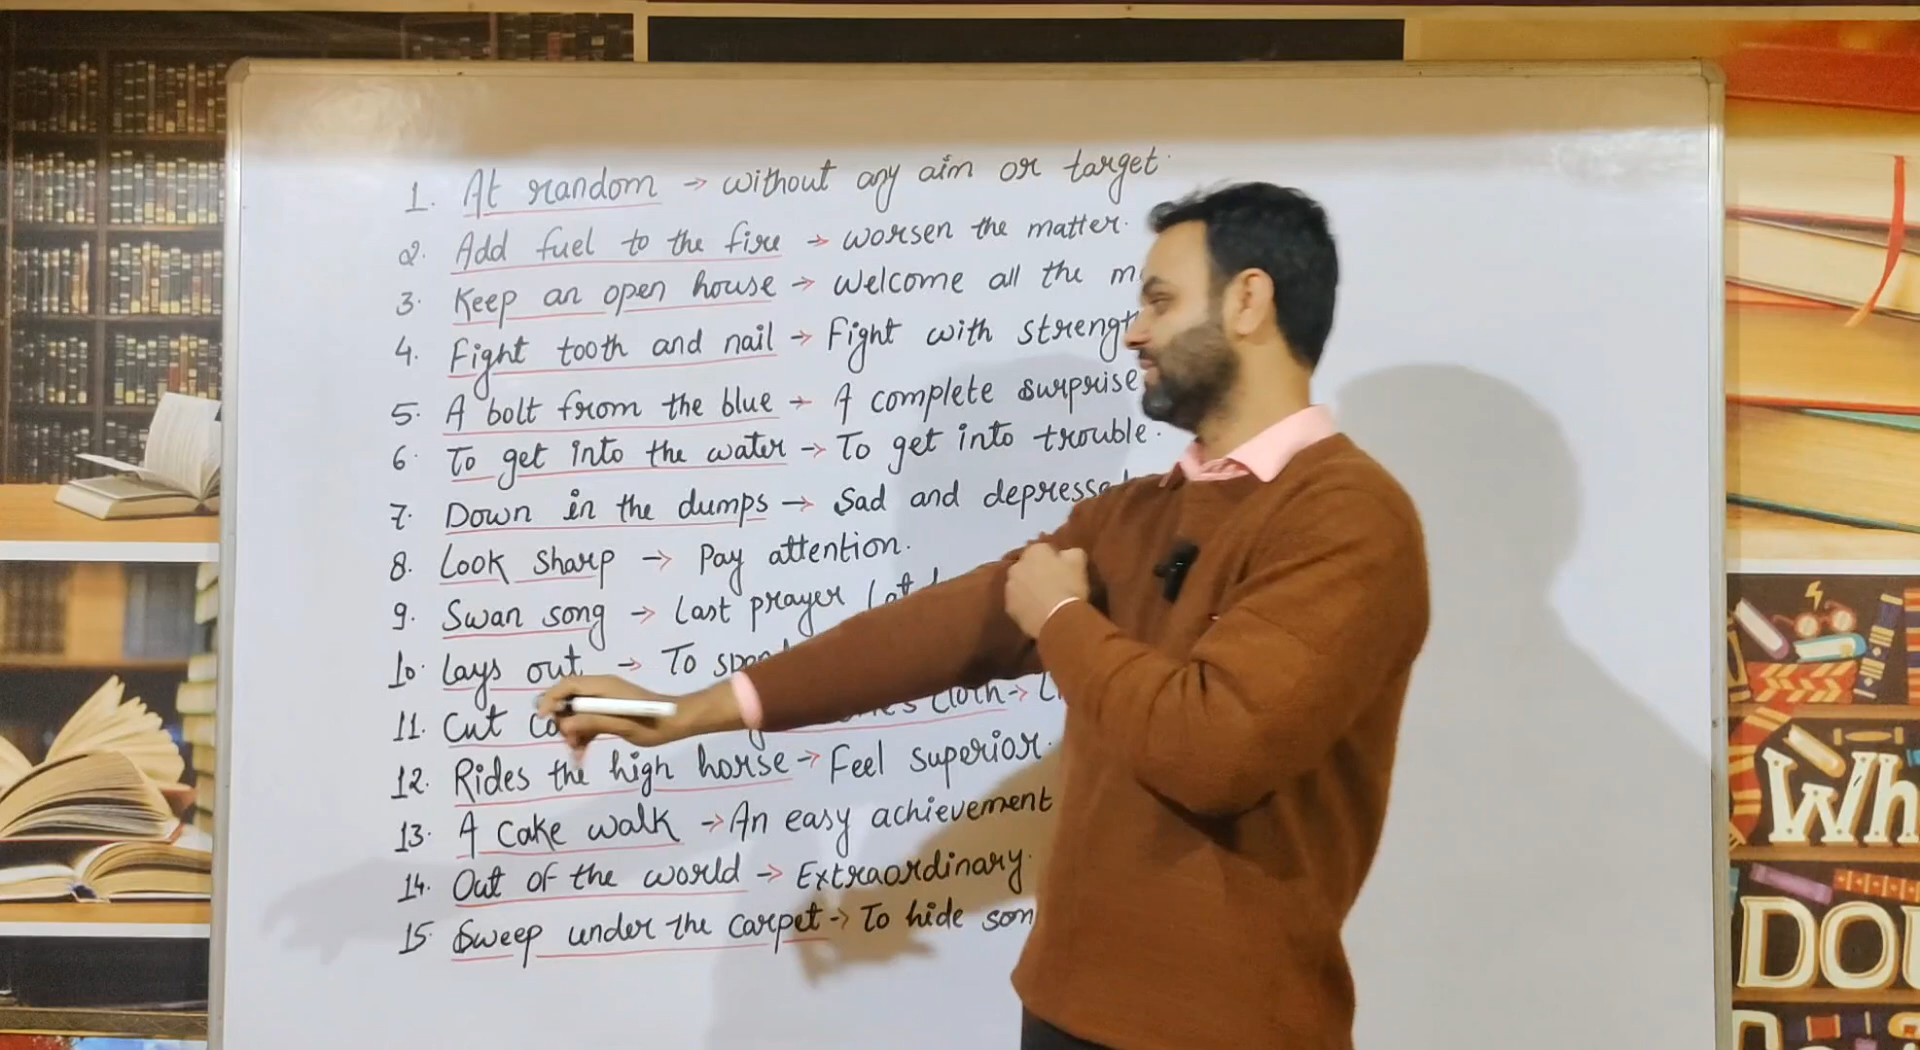 1. At random → without any aim or target.
2. Add fuel to the fire → worsen the matter.
3. Keep an open house → Welcome all the
4. Fight tooth and nail → Fight with
5. A bolt from the blue → A complete surprise
6. To get into the water → To get into trouble.
7. Down in the dumps → Sad and
8. Look sharp → Pay attention.
9. Swan song → Last prayer
10. Lays out → To
11. Cut cloth →
12. Rides the high horse → Feel superior.
13. A cake walk → An easy achievement
14. Out of the world → Extraordinary.
15. Sweep under the carpet → To hide
Wh
DO